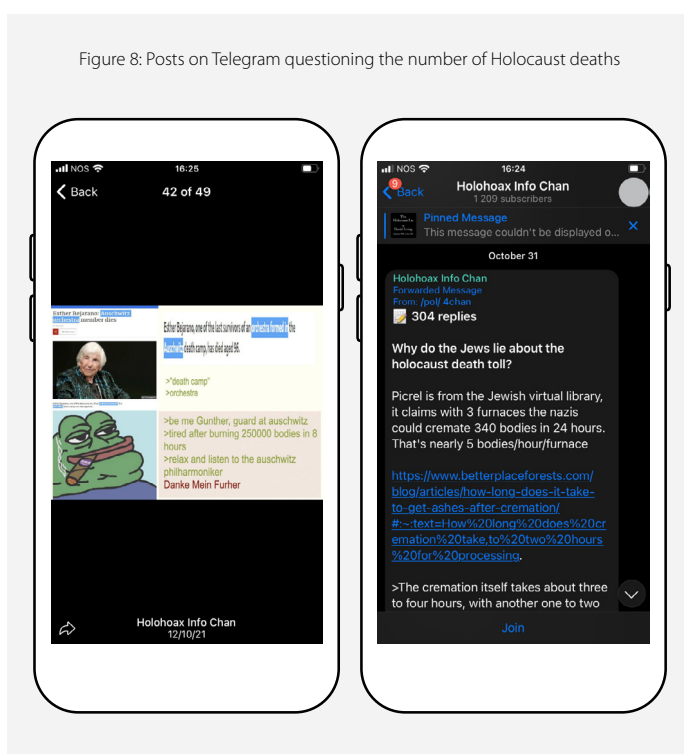 Figure 8: Posts on Telegram questioning the number of Holocaust deaths
NOS
16:25
Back
42 of 49
Esther Bejarano: Auschwitz
orchestra member dies
Esther Bejarano, one of the last survivors of an orchestra formed in the
Auschwitz death camp, has died aged 96.
>"death camp"
>orchestra
>be me Gunther, guard at auschwitz
>tired after burning 250000 bodies in 8
hours
>relax and listen to the auschwitz
philharmoniker
Danke Mein Furher
Holohoax Info Chan
12/10/21
NOS
16:24
9
Back
Holohoax Info Chan
1 209 subscribers
Pinned Message
This message couldn't be displayed o...
October 31
Holohoax Info Chan
Forwarded Message
From: /pol/ 4chan
304 replies
Why do the Jews lie about the
holocaust death toll?
Picrel is from the Jewish virtual library,
it claims with 3 furnaces the nazis
could cremate 340 bodies in 24 hours.
That's nearly 5 bodies/hour/furnace
https://www.betterplaceforests.com/
blog/articles/how-long-does-it-take-
to-get-ashes-after-cremation/
#:~:text=How%20long%20does%20cr
emation%20take,to%20two%20hours
%20for%20processing.
>The cremation itself takes about three
to four hours, with another one to two
Join